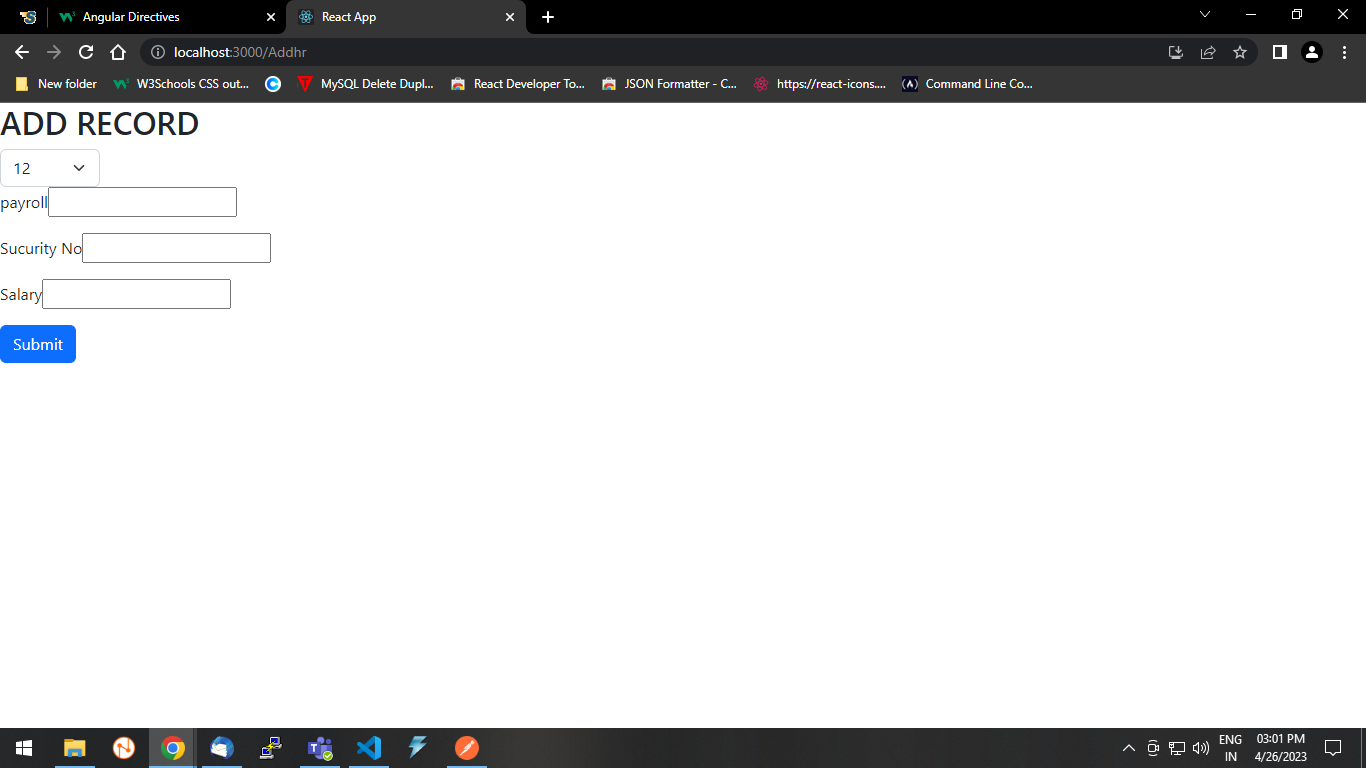 Angular Directives
React App
localhost:3000/Addhr
New folder
W3Schools CSS out...
MySQL Delete Dupl...
React Developer To...
JSON Formatter - C...
https://react-icons....
Command Line Co...
ADD RECORD
12
payroll
Sucurity No
Salary
Submit
ENG
IN
03:01 PM
4/26/2023